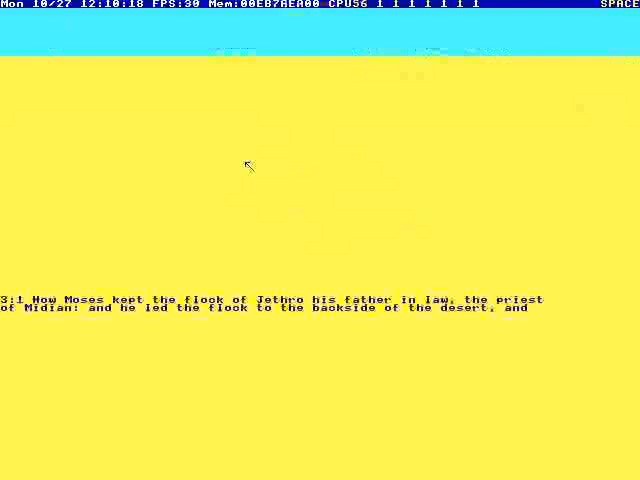 Mon 10/27 12:10:18 FPS:30 Mem:00EB7AEA00 CPU56 1 1 1 1 1 1 1 SPACE
3:1 Now Moses kept the flock of Jethro his father in law, the priest
of Midian: and he led the flock to the backside of the desert, and